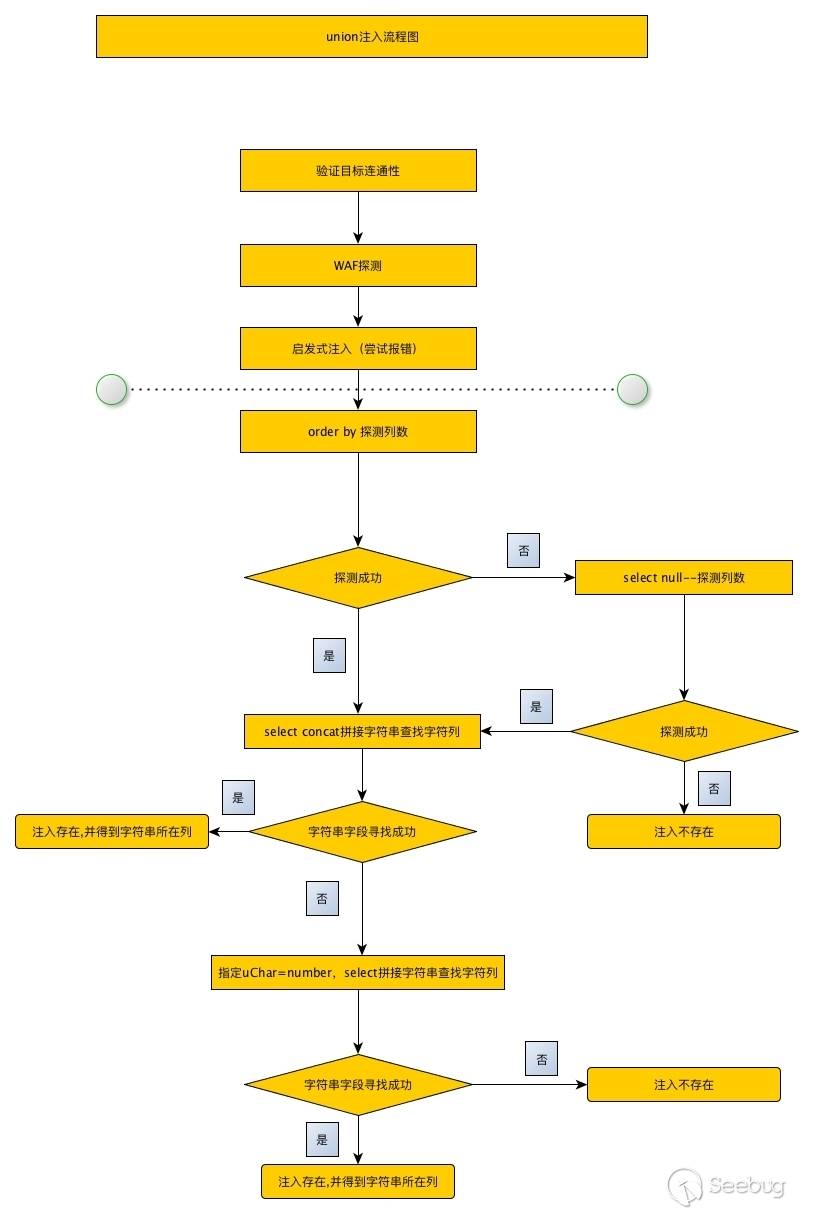 union注入流程图
验证目标连通性
WAF探测
启发式注入（尝试报错）
order by 探测列数
否
探测成功
select null--探测列数
是
是
select concat拼接字符串查找字符列
探测成功
是
否
注入存在,并得到字符串所在列
字符串字段寻找成功
注入不存在
否
指定uChar=number，select拼接字符串查找字符列
否
字符串字段寻找成功
注入不存在
是
注入存在,并得到字符串所在列
Seebug